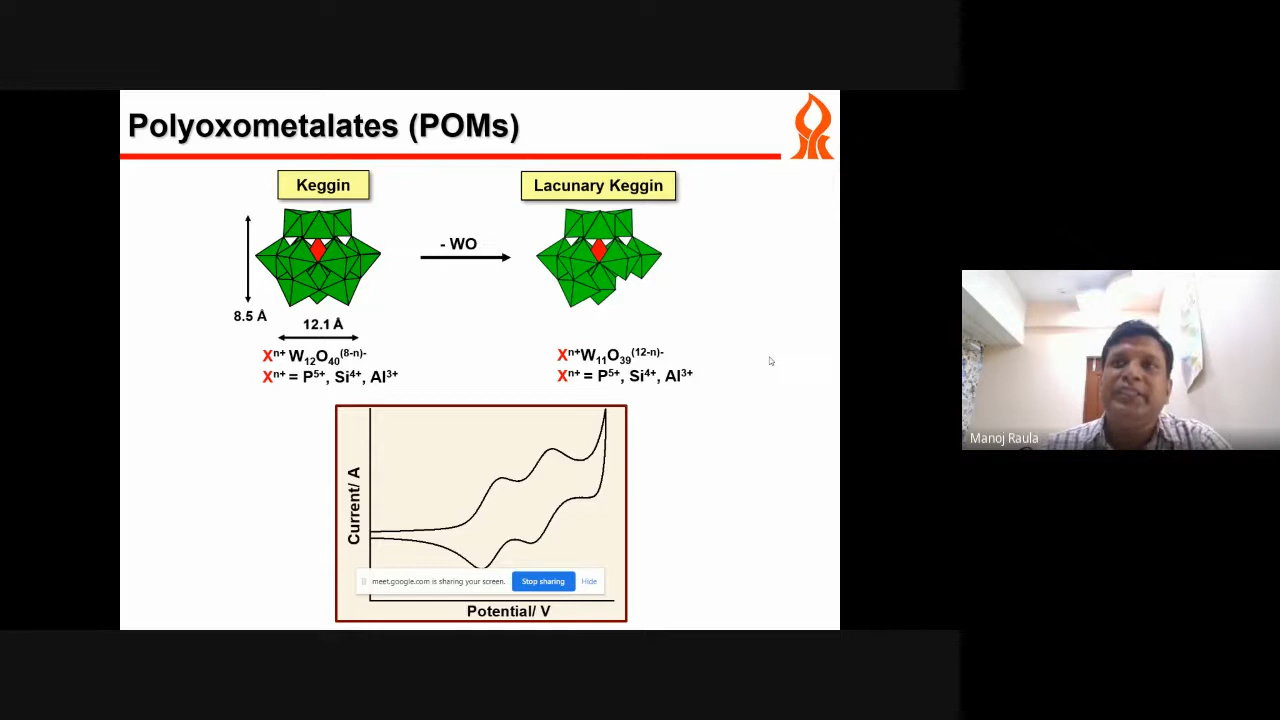 Polyoxometalates (POMs)
Keggin
Lacunary Keggin
- WO
8.5 Å
12.1 Å
Xⁿ⁺ W₁₂O₄₀⁽⁸⁻ⁿ⁾⁻
Xⁿ⁺ = P⁵⁺, Si⁴⁺, Al³⁺
Xⁿ⁺W₁₁O₃₉⁽¹²⁻ⁿ⁾⁻
Xⁿ⁺ = P⁵⁺, Si⁴⁺, Al³⁺
Current/ A
meet.google.com is sharing your screen. Stop sharing Hide
Potential/ V
Manoj Raula